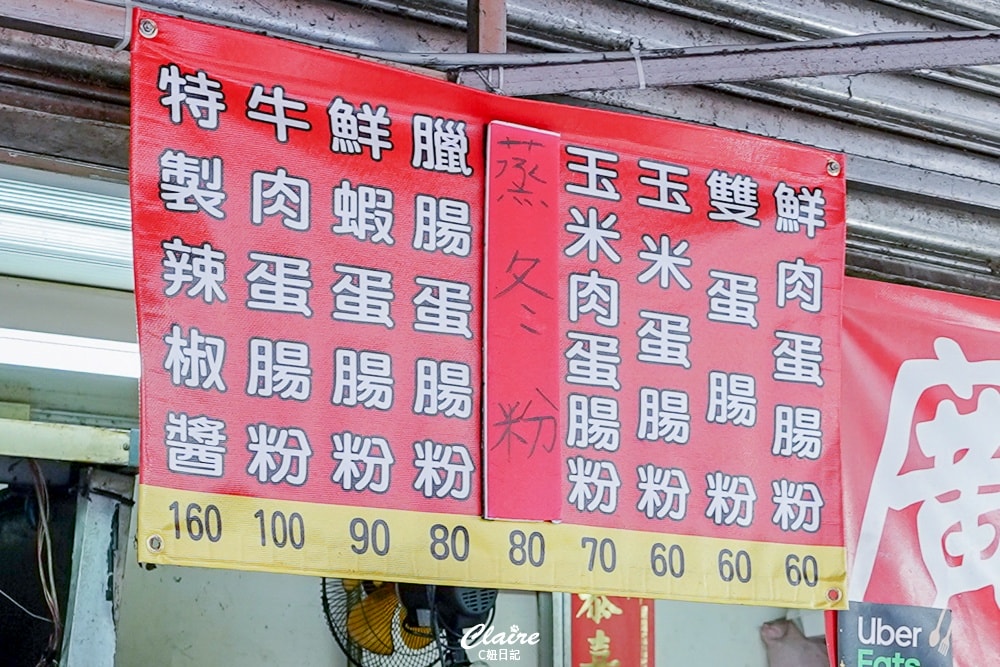 鮮肉蛋腸粉 60
雙蛋腸粉 60
玉米蛋腸粉 60
玉米肉蛋腸粉 70
蒸冬粉 80
臘腸蛋腸粉 80
鮮蝦蛋腸粉 90
牛肉蛋腸粉 100
特製辣椒醬 160
廣
Uber
Eats
Claire
C妞日記